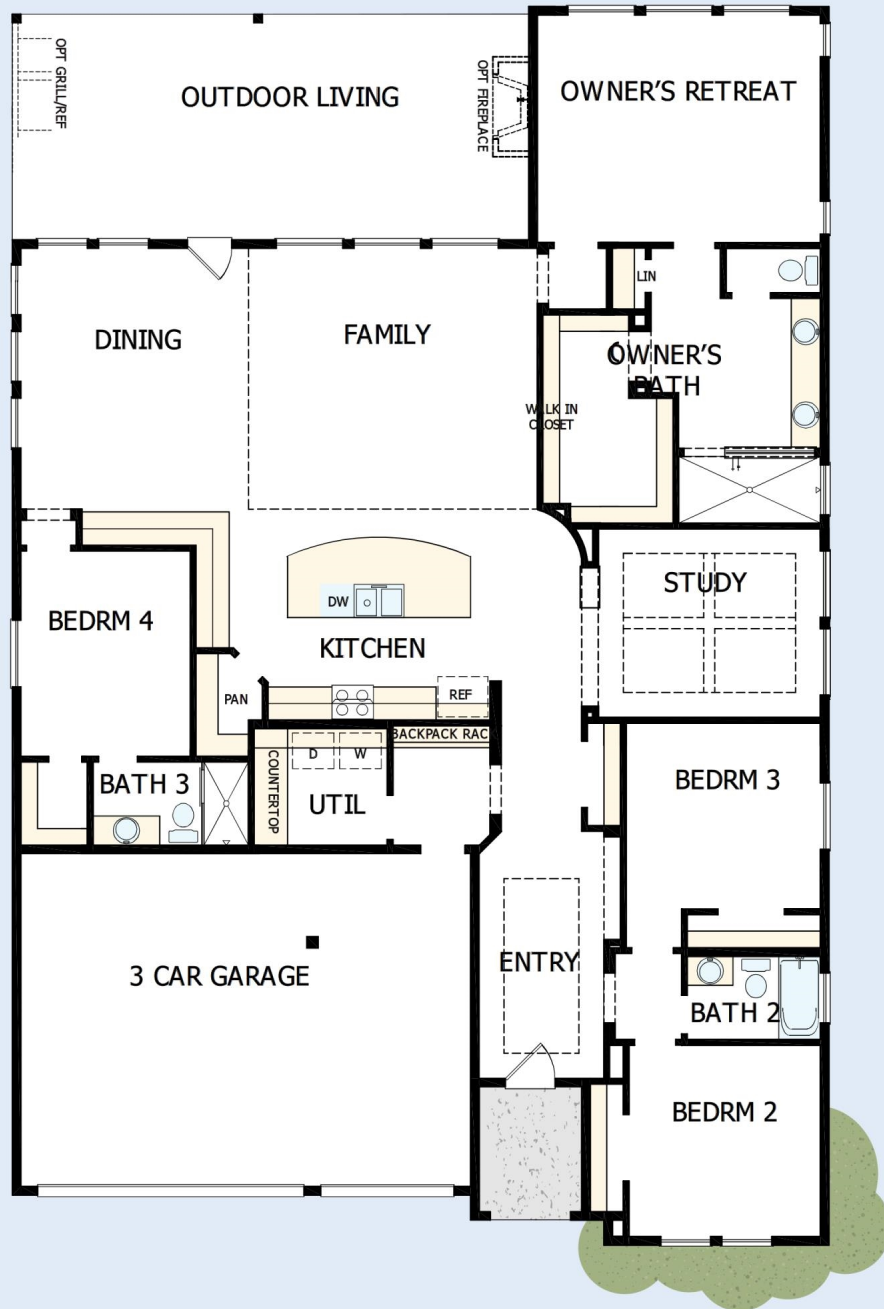 OPT GRILL/REF
OUTDOOR LIVING
OPT FIREPLACE
OWNER'S RETREAT
LIN
DINING
FAMILY
OWNER'S
BATH
WALK IN
CLOSET
STUDY
DW
BEDRM 4
KITCHEN
PAN
REF
BACKPACK RAC
D
W
COUNTERTOP
BATH 3
UTIL
BEDRM 3
3 CAR GARAGE
ENTRY
BATH 2
BEDRM 2